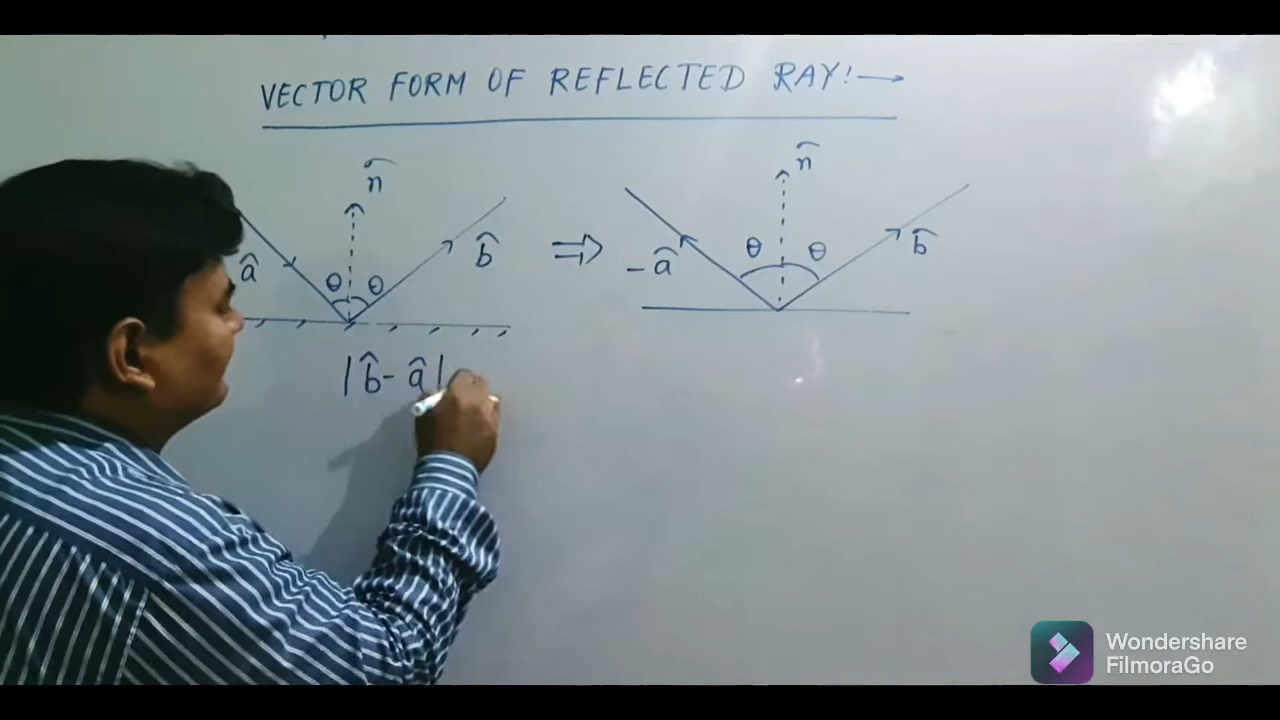 VECTOR FORM OF REFLECTED RAY!→
n̂
â
θ θ
b̂
⇒
n̂
-â
θ θ
b̂
|b̂-â|
Wondershare
FilmoraGo